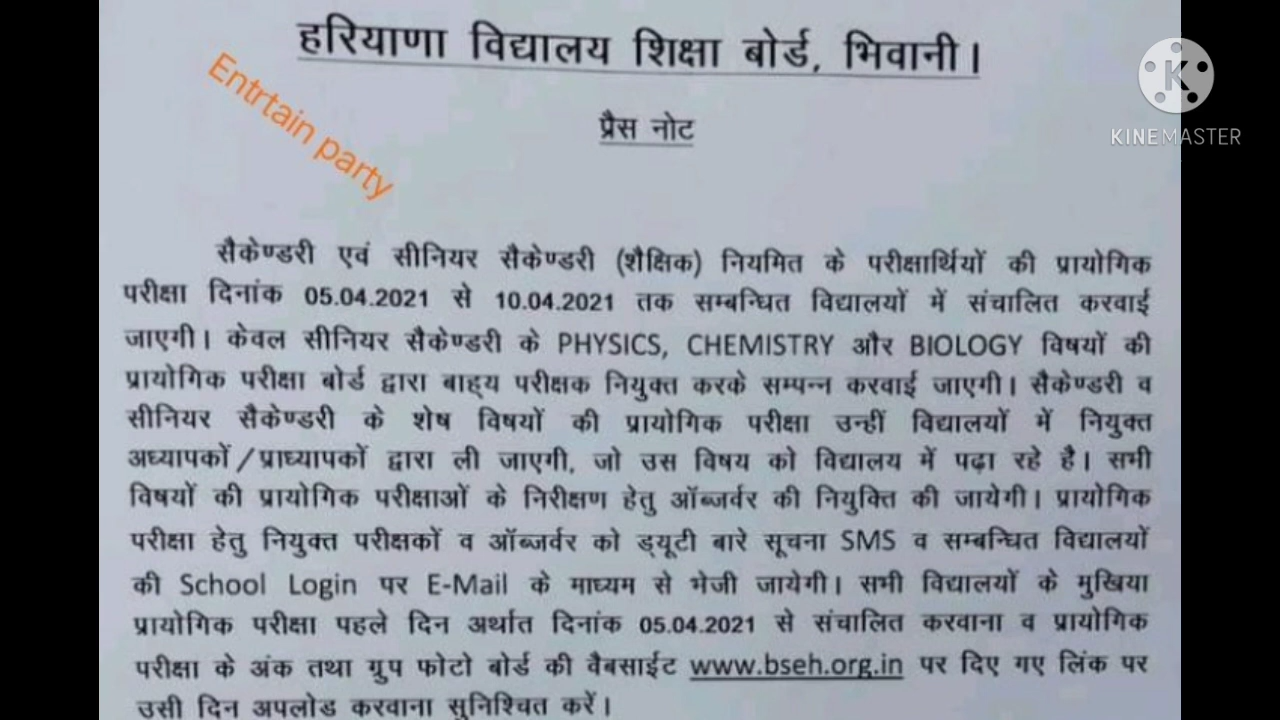 हरियाणा विद्यालय शिक्षा बोर्ड, भिवानी।
Entrtain party
KINEMASTER
प्रैस नोट
सैकेण्डरी एवं सीनियर सैकेण्डरी (शैक्षिक) नियमित के परीक्षार्थियों की प्रायोगिक
परीक्षा दिनांक 05.04.2021 से 10.04.2021 तक सम्बन्धित विद्यालयों में संचालित करवाई
जाएगी। केवल सीनियर सैकेण्डरी के PHYSICS, CHEMISTRY और BIOLOGY विषयों की
प्रायोगिक परीक्षा बोर्ड द्वारा बाह्य परीक्षक नियुक्त करके सम्पन्न करवाई जाएगी। सैकेण्डरी व
सीनियर सैकेण्डरी के शेष विषयों की प्रायोगिक परीक्षा उन्हीं विद्यालयों में नियुक्त
अध्यापकों/प्राध्यापकों द्वारा ली जाएगी, जो उस विषय को विद्यालय में पढ़ा रहे है। सभी
विषयों की प्रायोगिक परीक्षाओं के निरीक्षण हेतु ऑब्जर्वर की नियुक्ति की जायेगी। प्रायोगिक
परीक्षा हेतु नियुक्त परीक्षकों व ऑब्जर्वर को ड्यूटी बारे सूचना SMS व सम्बन्धित विद्यालयों
की School Login पर E-Mail के माध्यम से भेजी जायेगी। सभी विद्यालयों के मुखिया
प्रायोगिक परीक्षा पहले दिन अर्थात दिनांक 05.04.2021 से संचालित करवाना व प्रायोगिक
परीक्षा के अंक तथा ग्रुप फोटो बोर्ड की वैबसाईट www.bseh.org.in पर दिए गए लिंक पर
उसी दिन अपलोड करवाना सुनिश्चित करें।